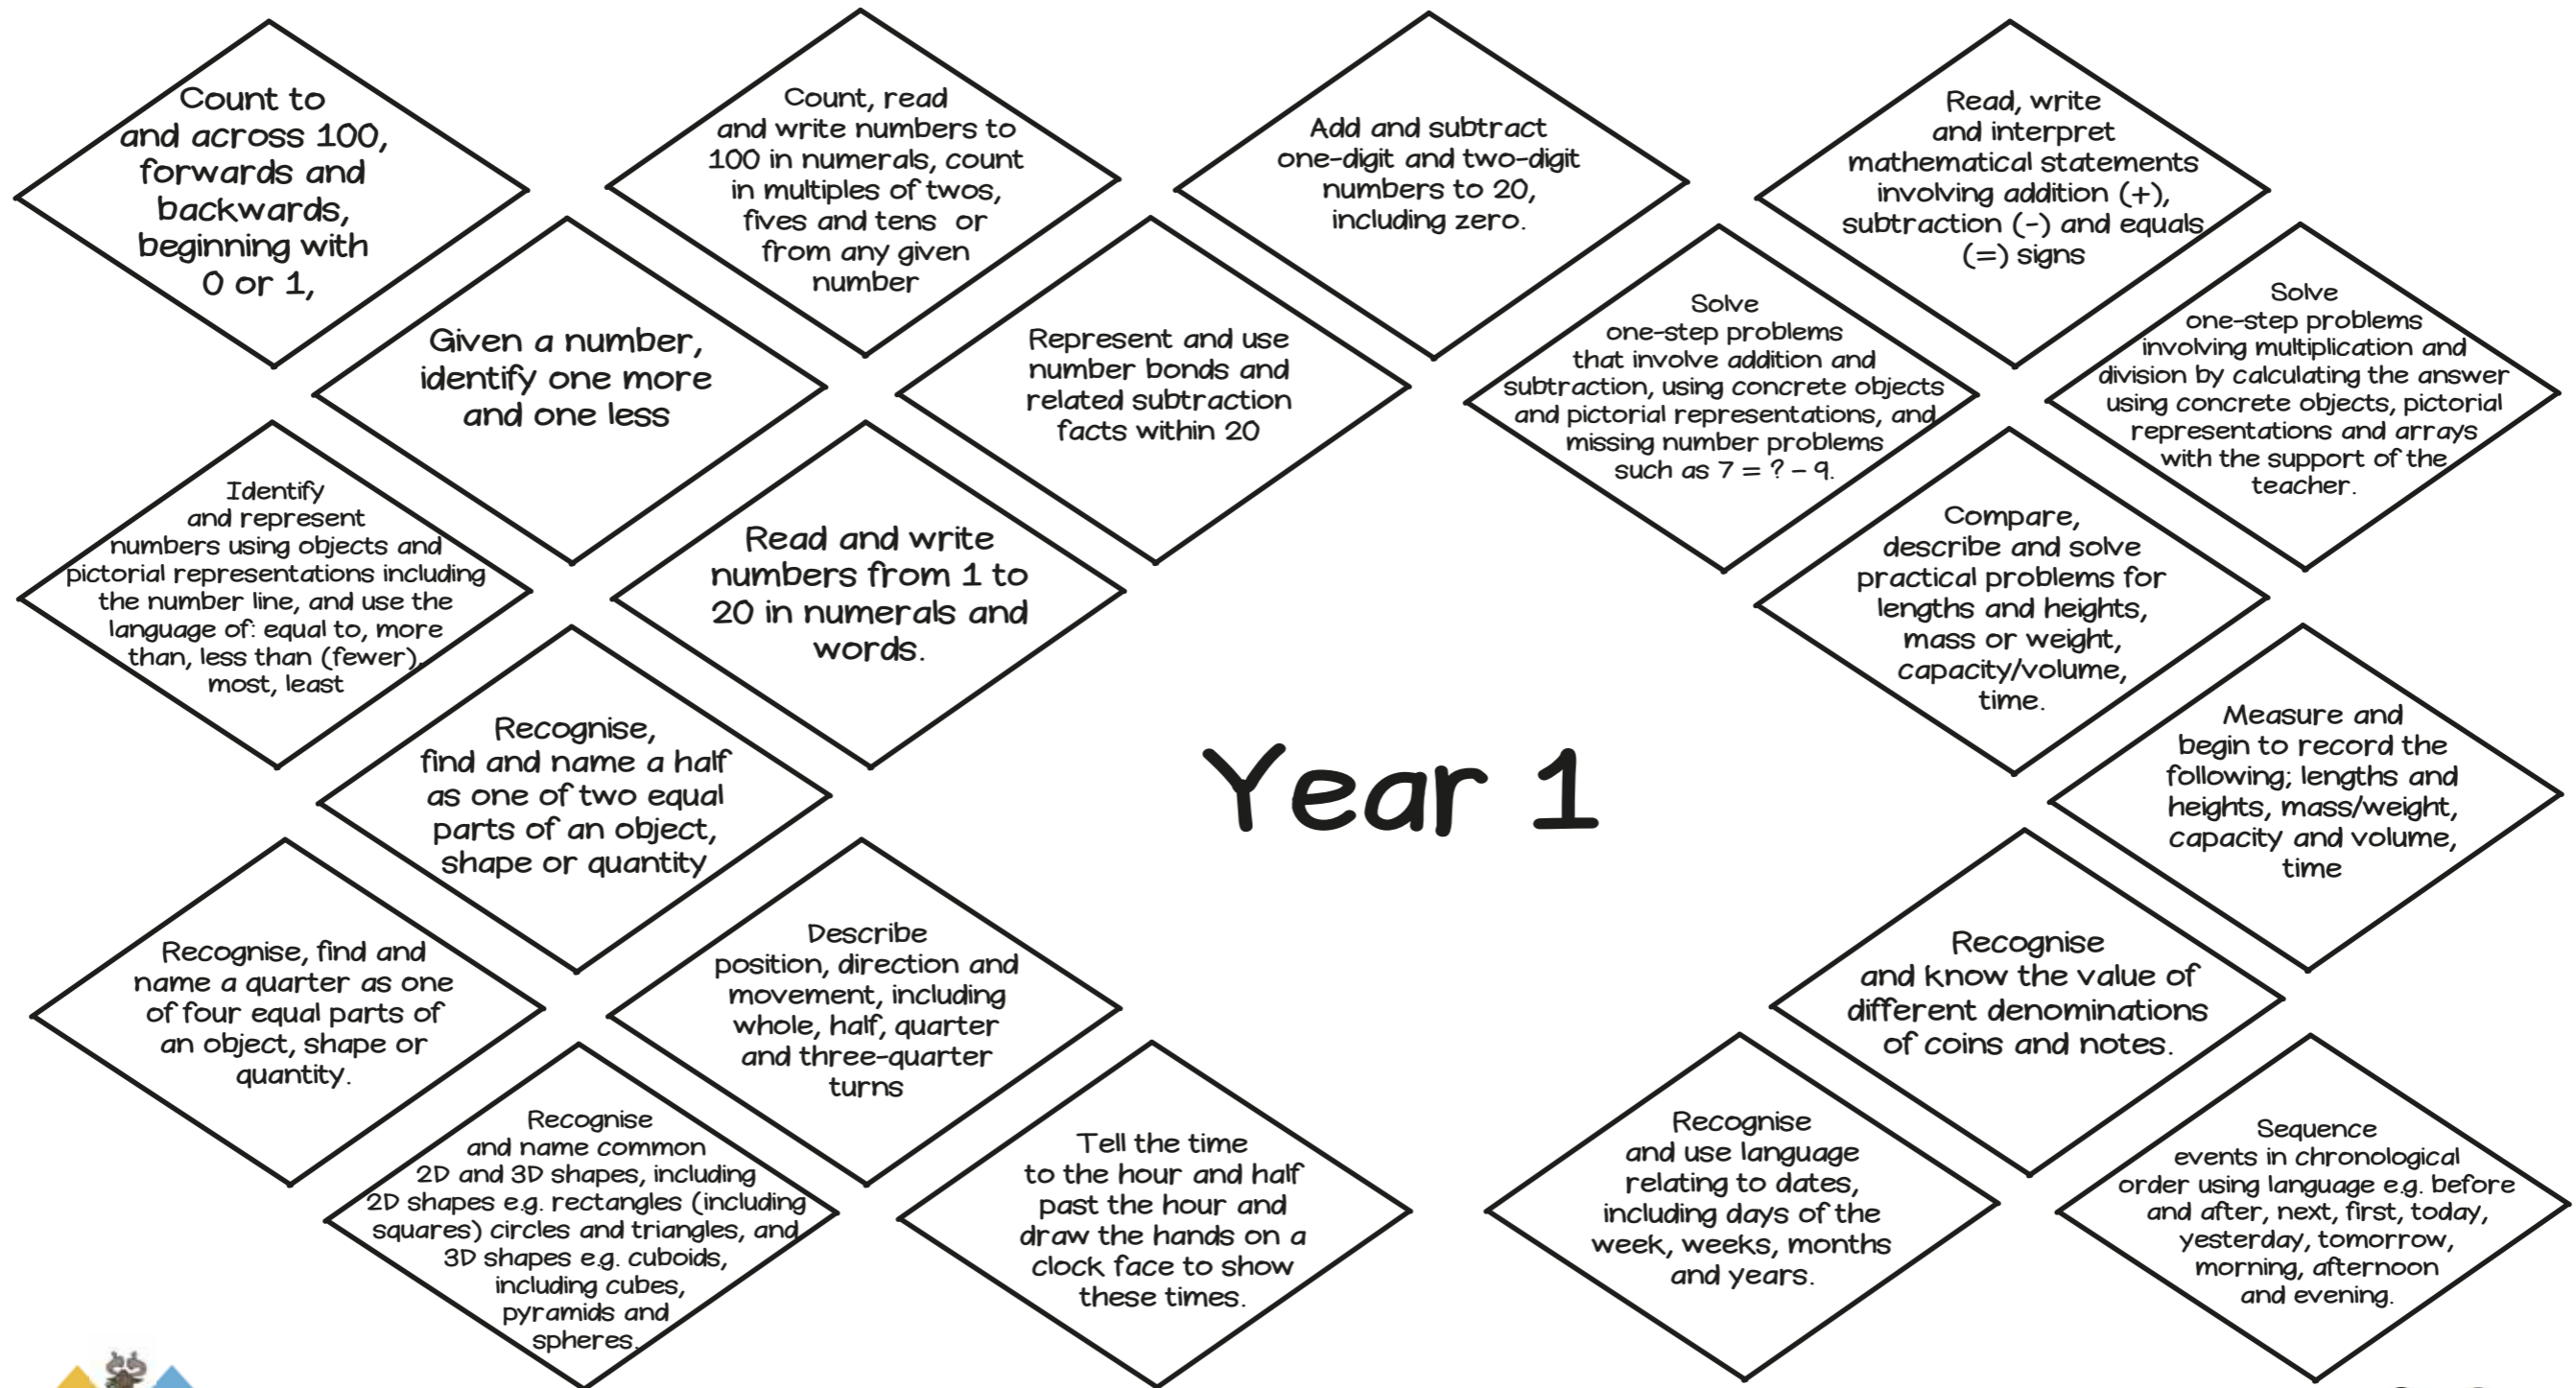 Count to
and across 100,
forwards and
backwards,
beginning with
0 or 1,
Count, read
and write numbers to
100 in numerals, count
in multiples of twos,
fives and tens or
from any given
number
Add and subtract
one-digit and two-digit
numbers to 20,
including zero.
Read, write
and interpret
mathematical statements
involving addition (+),
subtraction (-) and equals
(=) signs
Given a number,
identify one more
and one less
Represent and use
number bonds and
related subtraction
facts within 20
Solve
one-step problems
that involve addition and
subtraction, using concrete objects
and pictorial representations, and
missing number problems
such as 7 = ? – 9.
Solve
one-step problems
involving multiplication and
division by calculating the answer
using concrete objects, pictorial
representations and arrays
with the support of the
teacher.
Identify
and represent
numbers using objects and
pictorial representations including
the number line, and use the
language of: equal to, more
than, less than (fewer),
most, least
Read and write
numbers from 1 to
20 in numerals and
words.
Compare,
describe and solve
practical problems for
lengths and heights,
mass or weight,
capacity/volume,
time.
Recognise,
find and name a half
as one of two equal
parts of an object,
shape or quantity
Year 1
Measure and
begin to record the
following; lengths and
heights, mass/weight,
capacity and volume,
time
Recognise, find and
name a quarter as one
of four equal parts of
an object, shape or
quantity.
Describe
position, direction and
movement, including
whole, half, quarter
and three-quarter
turns
Recognise
and know the value of
different denominations
of coins and notes.
Recognise
and name common
2D and 3D shapes, including
2D shapes e.g. rectangles (including
squares) circles and triangles, and
3D shapes e.g. cuboids,
including cubes,
pyramids and
spheres.
Tell the time
to the hour and half
past the hour and
draw the hands on a
clock face to show
these times.
Recognise
and use language
relating to dates,
including days of the
week, weeks, months
and years.
Sequence
events in chronological
order using language e.g. before
and after, next, first, today,
yesterday, tomorrow,
morning, afternoon
and evening.